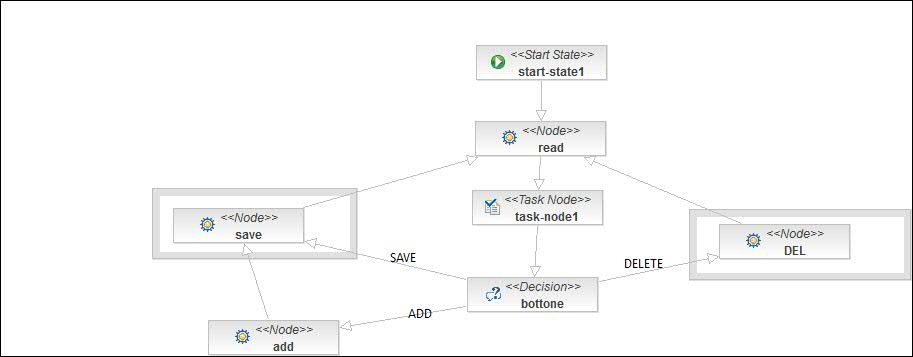 <<Start State>>
start-state1
<<Node>>
read
<<Task Node>>
task-node1
<<Node>>
save
<<Node>>
DEL
SAVE
DELETE
<<Decision>>
bottone
ADD
<<Node>>
add